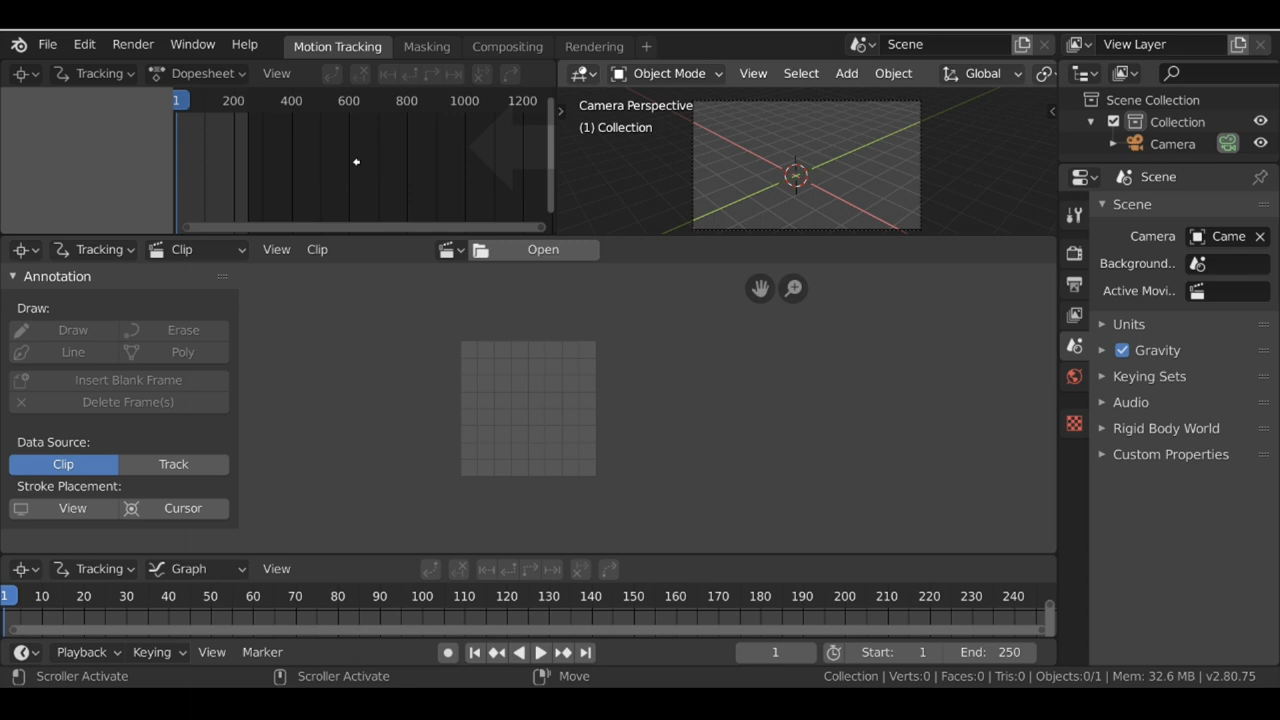 File Edit Render Window Help Motion Tracking Masking Compositing Rendering + Scene View Layer
Tracking Dopesheet View Object Mode View Select Add Object Global
1 200 400 600 800 1000 1200
Camera Perspective
(1) Collection
Scene Collection
Collection
Camera
Scene
Scene
Camera Came
Background..
Active Movi..
Units
Gravity
Keying Sets
Audio
Rigid Body World
Custom Properties
Tracking Clip View Clip Open
Annotation
Draw:
Draw Erase
Line Poly
Insert Blank Frame
Delete Frame(s)
Data Source:
Clip Track
Stroke Placement:
View Cursor
Tracking Graph View
1 10 20 30 40 50 60 70 80 90 100 110 120 130 140 150 160 170 180 190 200 210 220 230 240
Playback Keying View Marker 1 Start: 1 End: 250
Scroller Activate Scroller Activate Move Collection | Verts:0 | Faces:0 | Tris:0 | Objects:0/1 | Mem: 32.6 MB | v2.80.75